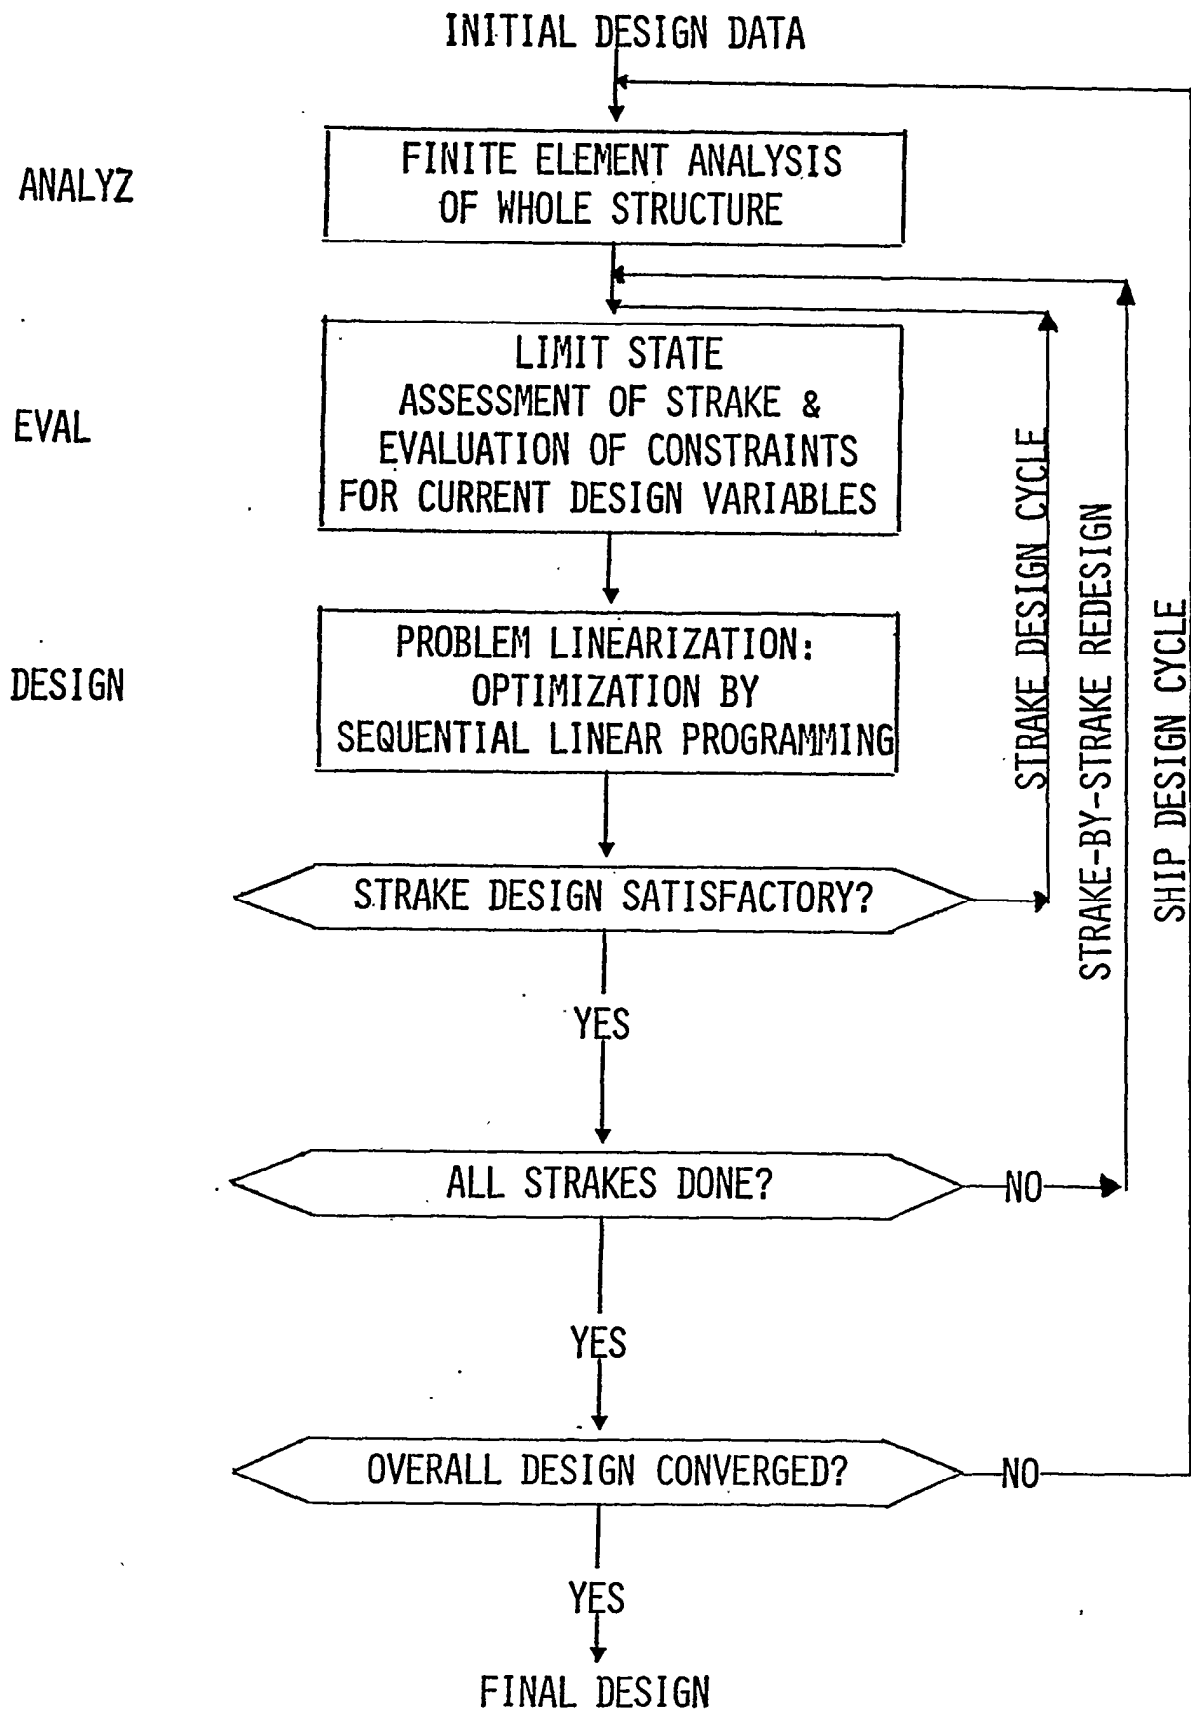 INITIAL DESIGN DATA
ANALYZ
FINITE ELEMENT ANALYSIS
OF WHOLE STRUCTURE
EVAL
LIMIT STATE
ASSESSMENT OF STRAKE &
EVALUATION OF CONSTRAINTS
FOR CURRENT DESIGN VARIABLES
DESIGN
PROBLEM LINEARIZATION:
OPTIMIZATION BY
SEQUENTIAL LINEAR PROGRAMMING
STRAKE DESIGN CYCLE
STRAKE-BY-STRAKE REDESIGN
SHIP DESIGN CYCLE
STRAKE DESIGN SATISFACTORY?
YES
ALL STRAKES DONE?
NO
YES
OVERALL DESIGN CONVERGED?
NO
YES
FINAL DESIGN